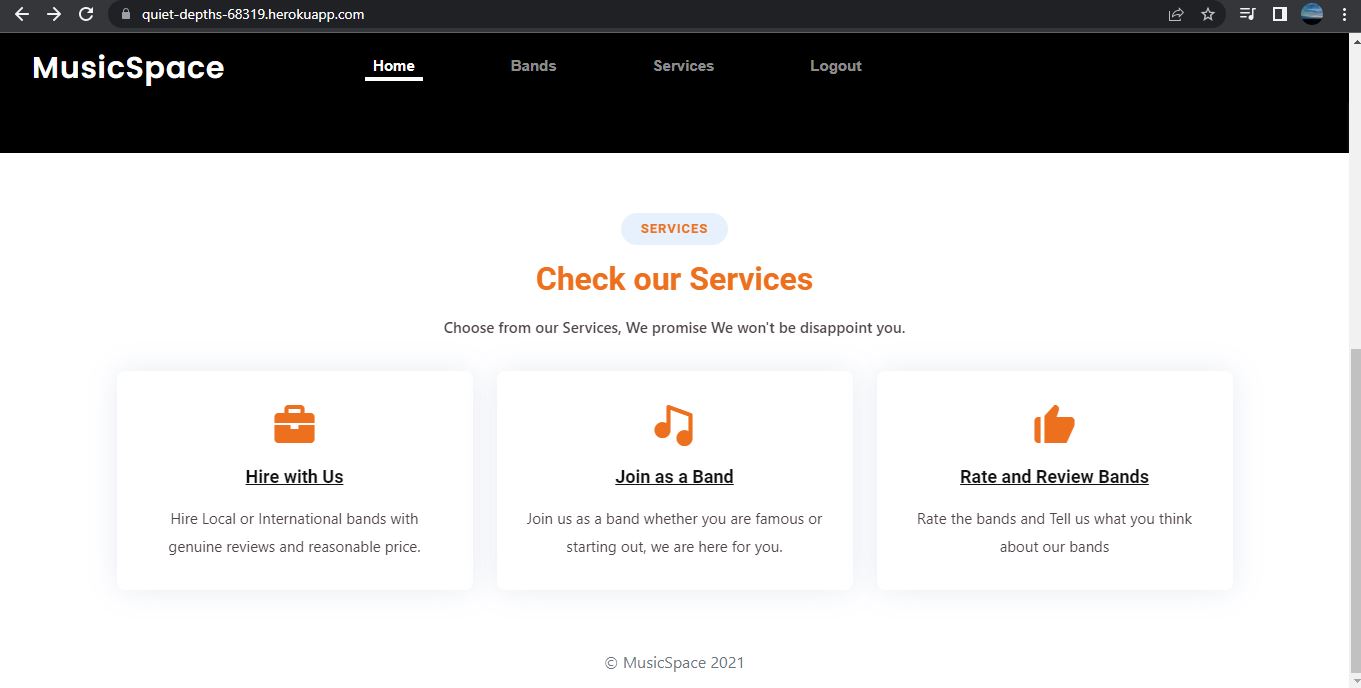 quiet-depths-68319.herokuapp.com
MusicSpace
Home Bands Services Logout
SERVICES
Check our Services
Choose from our Services, We promise We won't be disappoint you.
Hire with Us
Hire Local or International bands with
genuine reviews and reasonable price.
Join as a Band
Join us as a band whether you are famous or
starting out, we are here for you.
Rate and Review Bands
Rate the bands and Tell us what you think
about our bands
© MusicSpace 2021